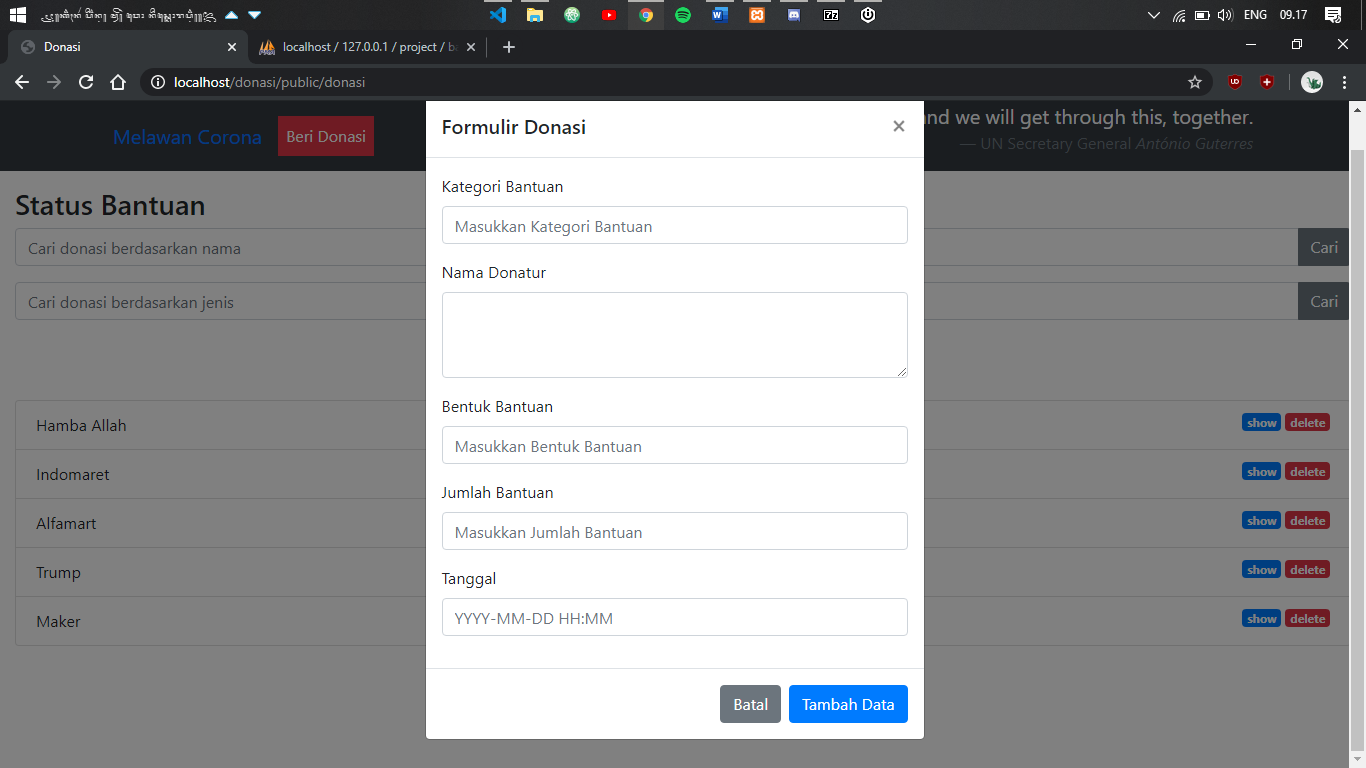 ENG 09.17
Donasi
localhost / 127.0.0.1 / project / b
localhost/donasi/public/donasi
Melawan Corona
Beri Donasi
and we will get through this, together.
— UN Secretary General António Guterres
Status Bantuan
Cari donasi berdasarkan nama
Cari
Cari donasi berdasarkan jenis
Cari
Hamba Allah
show delete
Indomaret
show delete
Alfamart
show delete
Trump
show delete
Maker
show delete
Formulir Donasi
×
Kategori Bantuan
Masukkan Kategori Bantuan
Nama Donatur
Bentuk Bantuan
Masukkan Bentuk Bantuan
Jumlah Bantuan
Masukkan Jumlah Bantuan
Tanggal
YYYY-MM-DD HH:MM
Batal
Tambah Data